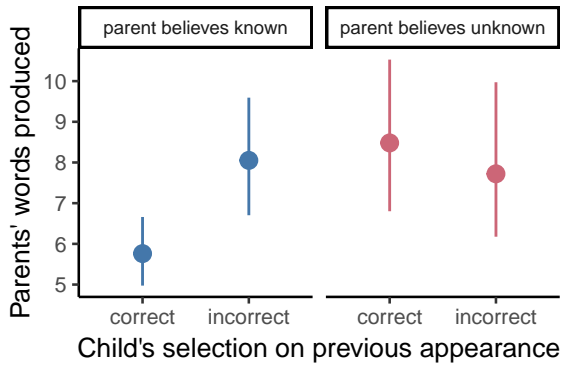 parent believes known
parent believes unknown
Parents' words produced
10
9
8
7
6
5
correct
incorrect
correct
incorrect
Child's selection on previous appearance